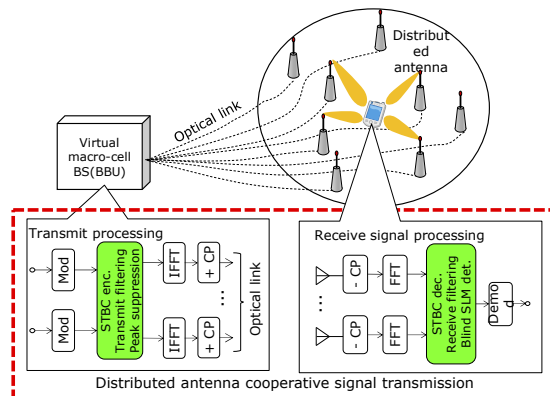 Distribut
ed
antenna
Optical link
Virtual
macro-cell
BS(BBU)
Transmit processing
Mod
Mod
STBC enc.
Transmit filtering
Peak suppression
IFFT
+ CP
...
IFFT
+ CP
Optical link
Receive signal processing
- CP
FFT
...
- CP
FFT
STBC dec.
Receive filtering
Blind SLM det.
Demo
d
Distributed antenna cooperative signal transmission